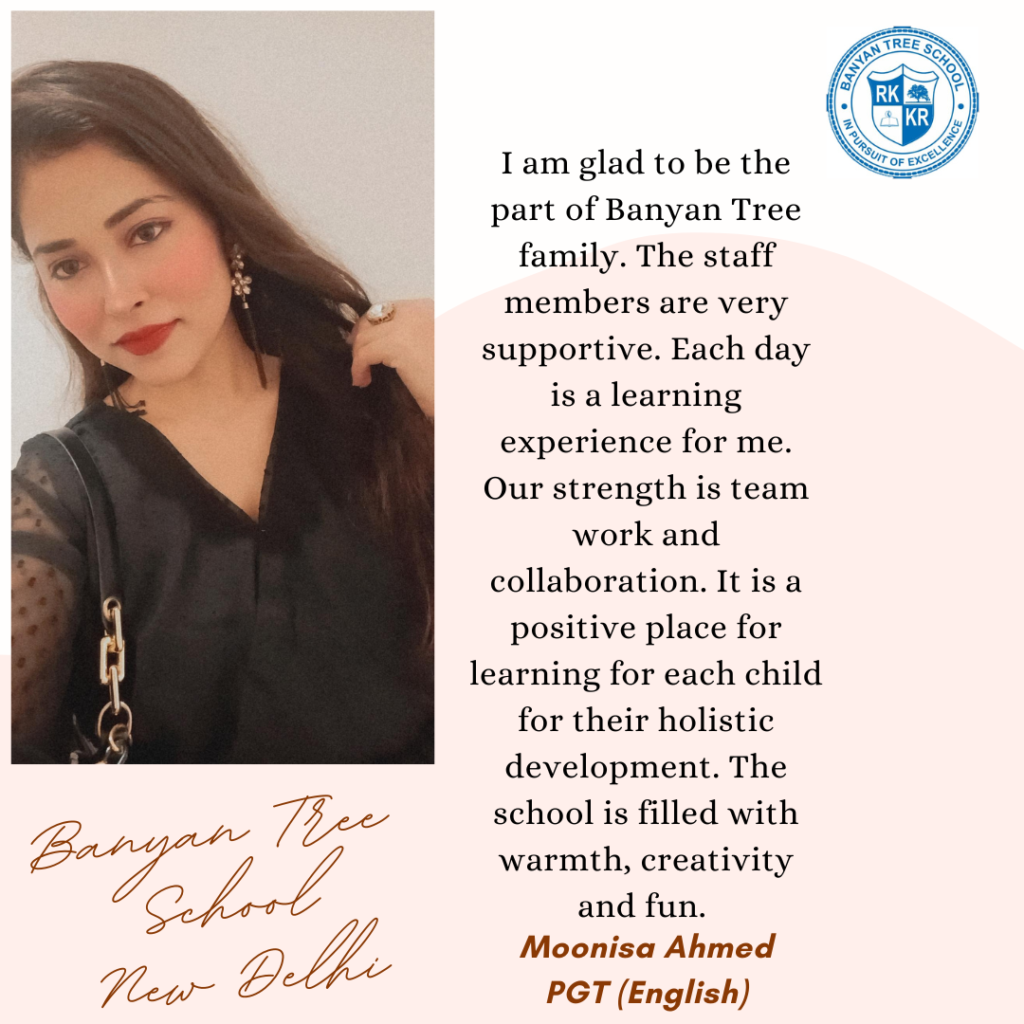 BANYAN TREE SCHOOL
RK
KR
IN PURSUIT OF EXCELLENCE
I am glad to be the
part of Banyan Tree
family. The staff
members are very
supportive. Each day
is a learning
experience for me.
Our strength is team
work and
collaboration. It is a
positive place for
learning for each child
for their holistic
development. The
school is filled with
warmth, creativity
and fun.
Moonisa Ahmed
PGT (English)
Banyan Tree
School
New Delhi